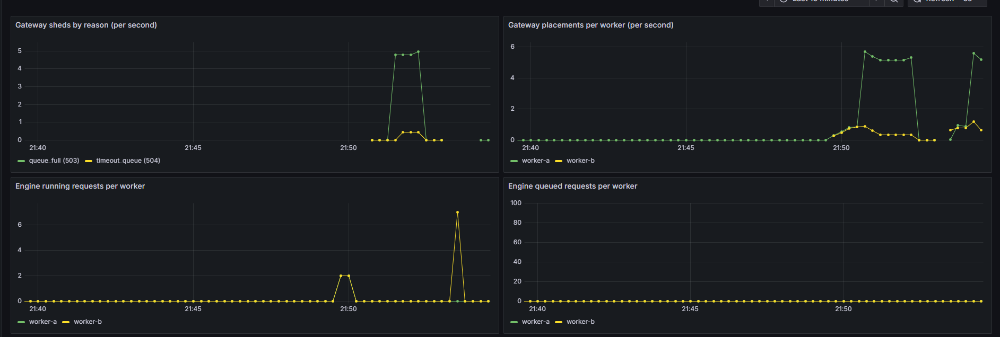 Last 15 minutes
Refresh
Gateway sheds by reason (per second)
5
4
3
2
1
0
21:40
21:45
21:50
queue_full (503)
timeout_queue (504)
Gateway placements per worker (per second)
6
4
2
0
21:40
21:45
21:50
worker-a
worker-b
Engine running requests per worker
6
4
2
0
21:40
21:45
21:50
worker-a
worker-b
Engine queued requests per worker
100
80
60
40
20
0
21:40
21:45
21:50
worker-a
worker-b